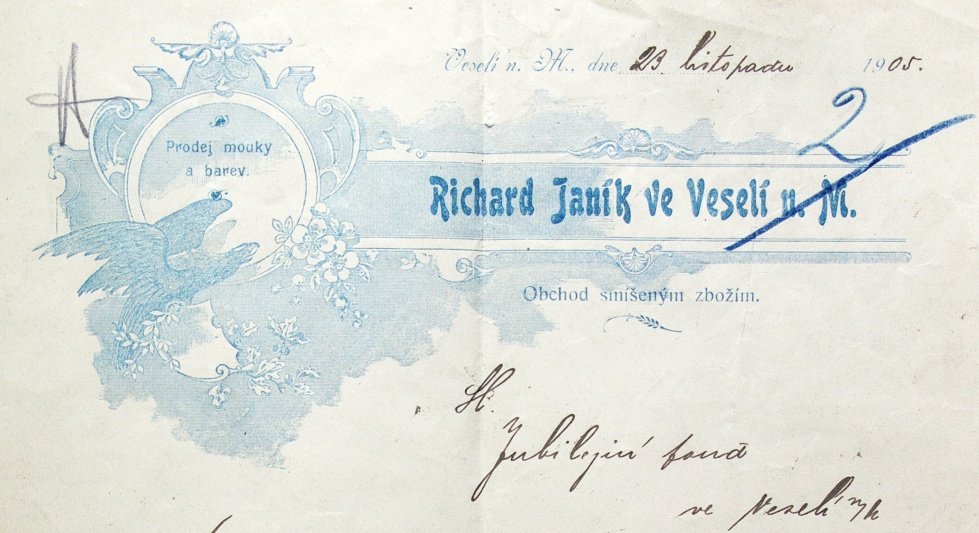 Veselí n. M., dne 23 listopadu 1905.
2
Prodej mouky
a barev.
Richard Janík ve Veselí n. M.
Obchod smíšeným zbožím.
Sl.
Jubilejní fond
ve Veselí n/M